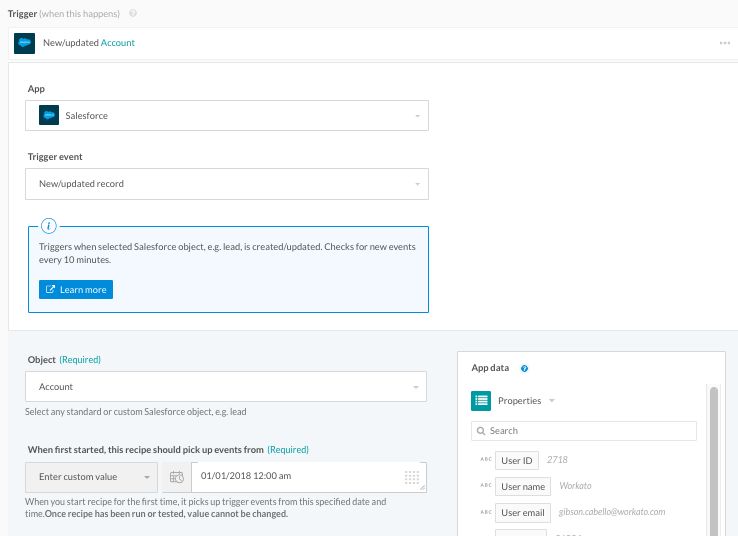 Trigger (when this happens)
New/updated Account
App
Salesforce
Trigger event
New/updated record
Triggers when selected Salesforce object, e.g. lead, is created/updated. Checks for new events
every 10 minutes.
Learn more
Object (Required)
Account
Select any standard or custom Salesforce object, e.g. lead
When first started, this recipe should pick up events from (Required)
Enter custom value
01/01/2018 12:00 am
When you start recipe for the first time, it picks up trigger events from this specified date and
time.Once recipe has been run or tested, value cannot be changed.
App data
Properties
Search
ABC User ID 2718
ABC User name Workato
ABC User email gibson.cabello@workato.com